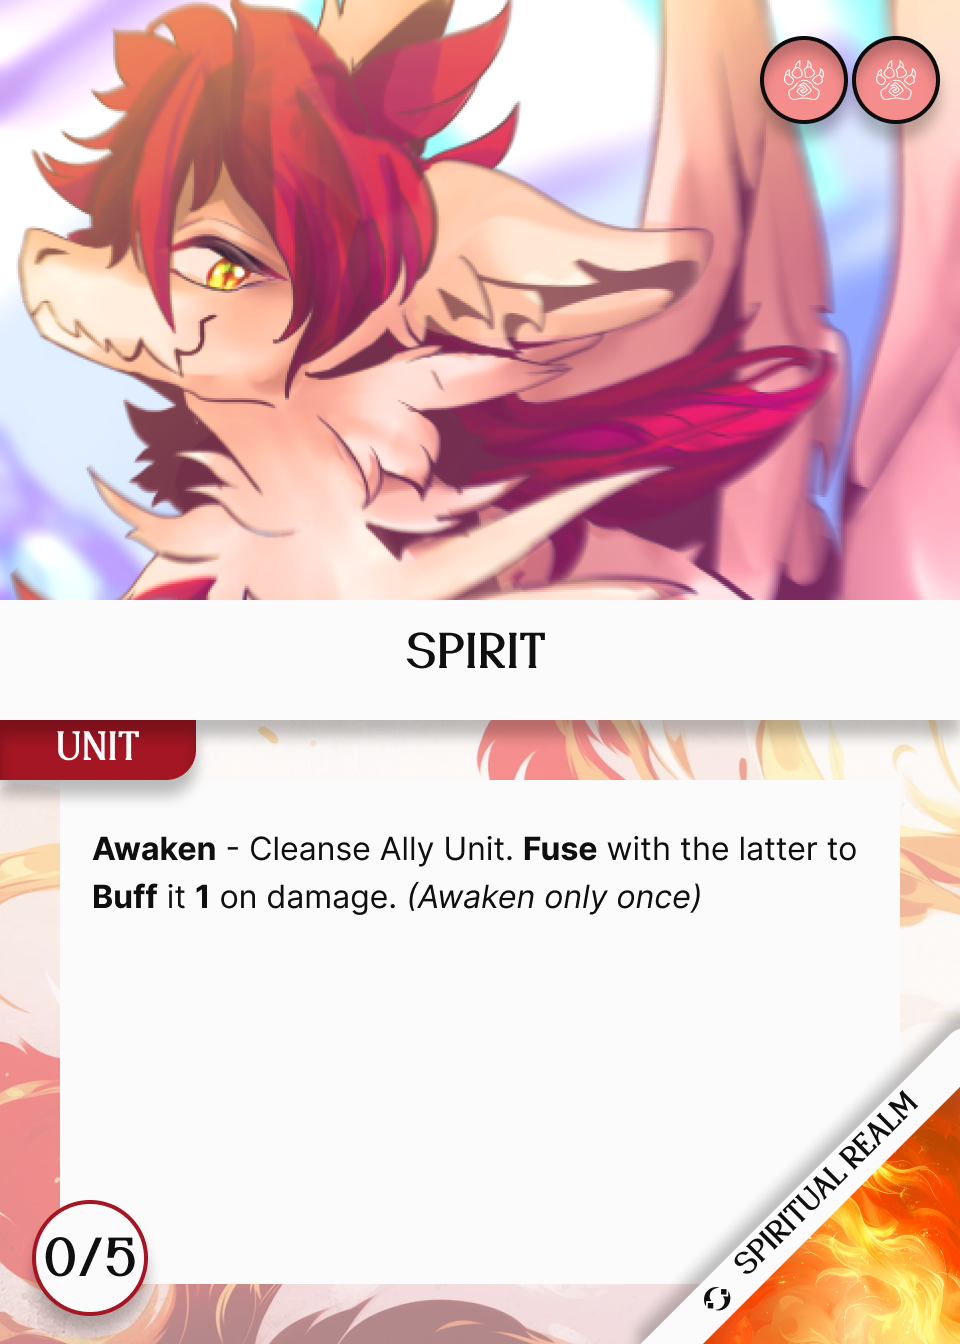 SPIRIT
UNIT
Awaken - Cleanse Ally Unit. Fuse with the latter to
Buff it 1 on damage. (Awaken only once)
SPIRITUAL REALM
0/5